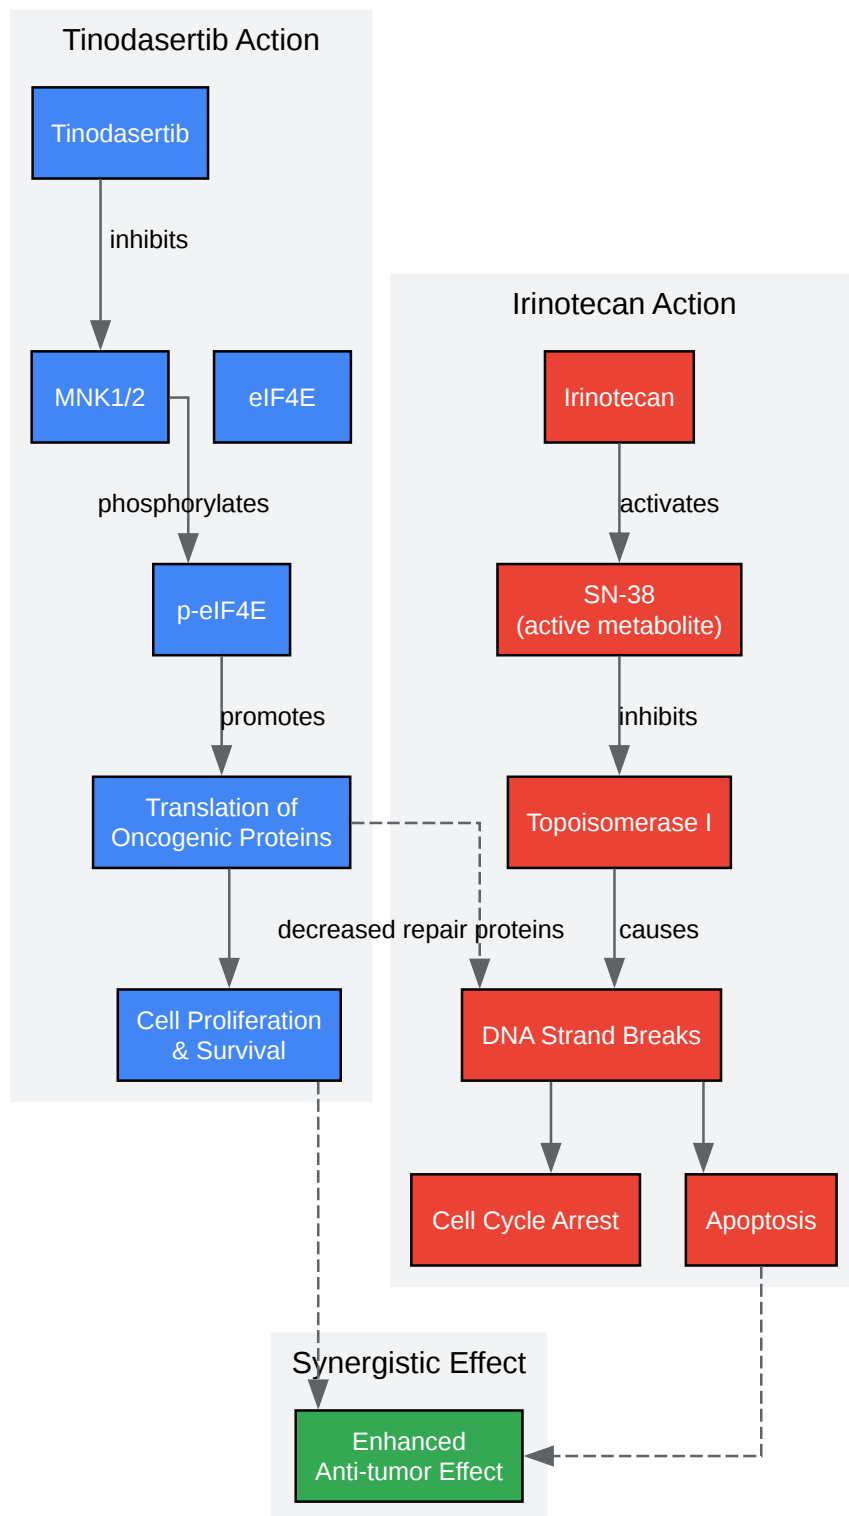 Tinodasertib Action
Tinodasertib
inhibits
MNK1/2
eIF4E
phosphorylates
p-eIF4E
promotes
Translation of
Oncogenic Proteins
decreased repair proteins
Cell Proliferation
& Survival
Irinotecan Action
Irinotecan
activates
SN-38
(active metabolite)
inhibits
Topoisomerase I
causes
DNA Strand Breaks
Cell Cycle Arrest
Apoptosis
Synergistic Effect
Enhanced
Anti-tumor Effect